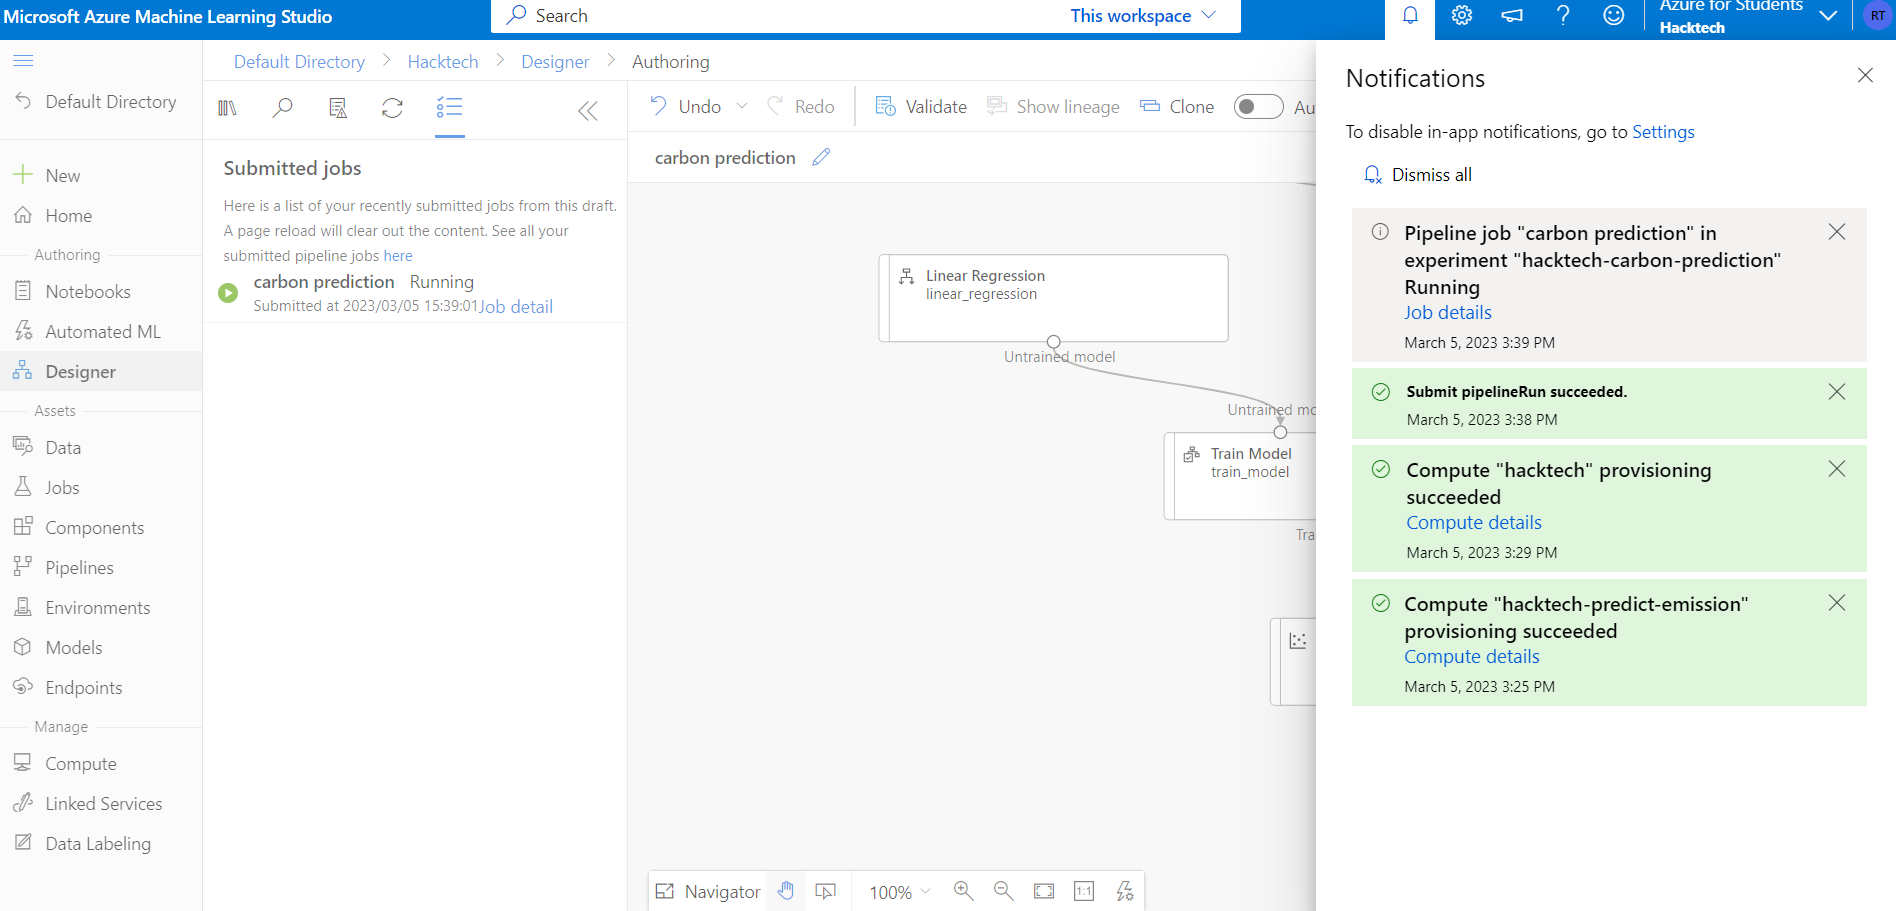 Microsoft Azure Machine Learning Studio
Search
This workspace
Azure for Students
Hacktech
RT
Default Directory
New
Home
Authoring
Notebooks
Automated ML
Designer
Assets
Data
Jobs
Components
Pipelines
Environments
Models
Endpoints
Manage
Compute
Linked Services
Data Labeling
Default Directory > Hacktech > Designer > Authoring
Submitted jobs
Here is a list of your recently submitted jobs from this draft.
A page reload will clear out the content. See all your
submitted pipeline jobs here
carbon prediction Running
Submitted at 2023/03/05 15:39:01Job detail
Undo
Redo
Validate
Show lineage
Clone
Au
carbon prediction
Linear Regression
linear_regression
Untrained model
Untrained mo
Train Model
train_model
Tra
Navigator
100%
1:1
Notifications
To disable in-app notifications, go to Settings
Dismiss all
Pipeline job "carbon prediction" in
experiment "hacktech-carbon-prediction"
Running
Job details
March 5, 2023 3:39 PM
Submit pipelineRun succeeded.
March 5, 2023 3:38 PM
Compute "hacktech" provisioning
succeeded
Compute details
March 5, 2023 3:29 PM
Compute "hacktech-predict-emission"
provisioning succeeded
Compute details
March 5, 2023 3:25 PM